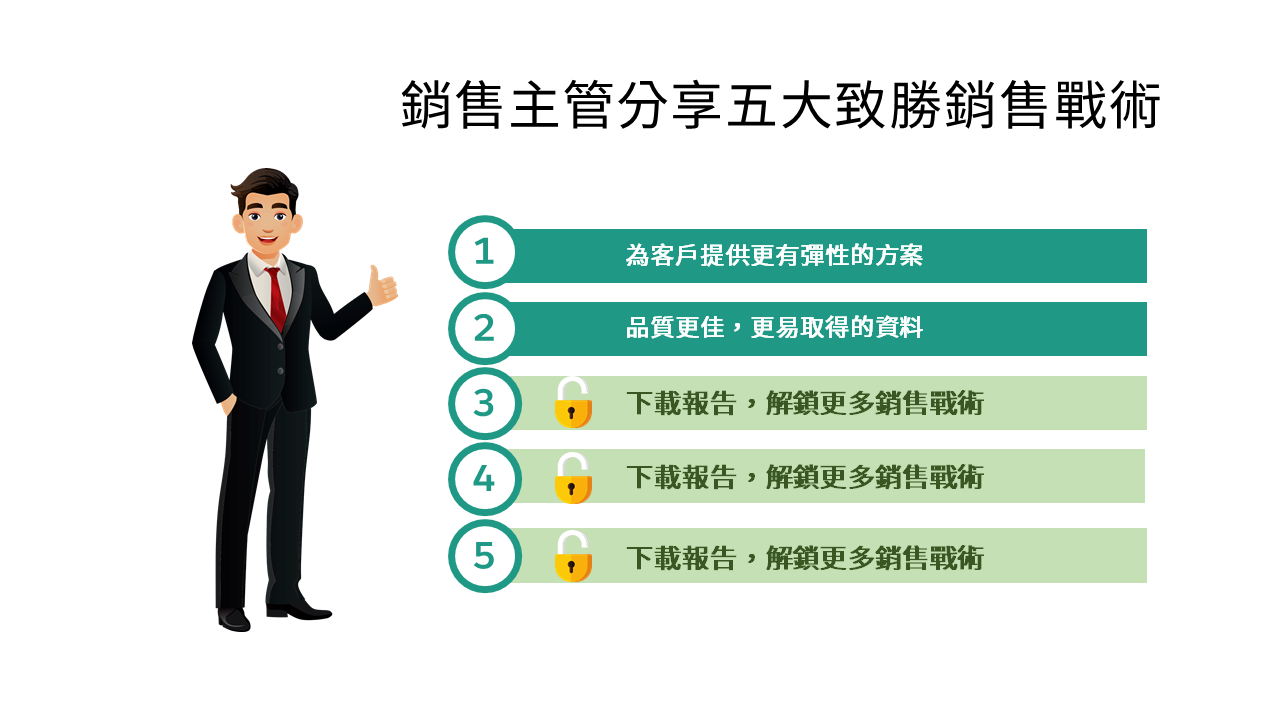 銷售主管分享五大致勝銷售戰術
1 為客戶提供更有彈性的方案
2 品質更佳，更易取得的資料
3 下載報告，解鎖更多銷售戰術
4 下載報告，解鎖更多銷售戰術
5 下載報告，解鎖更多銷售戰術